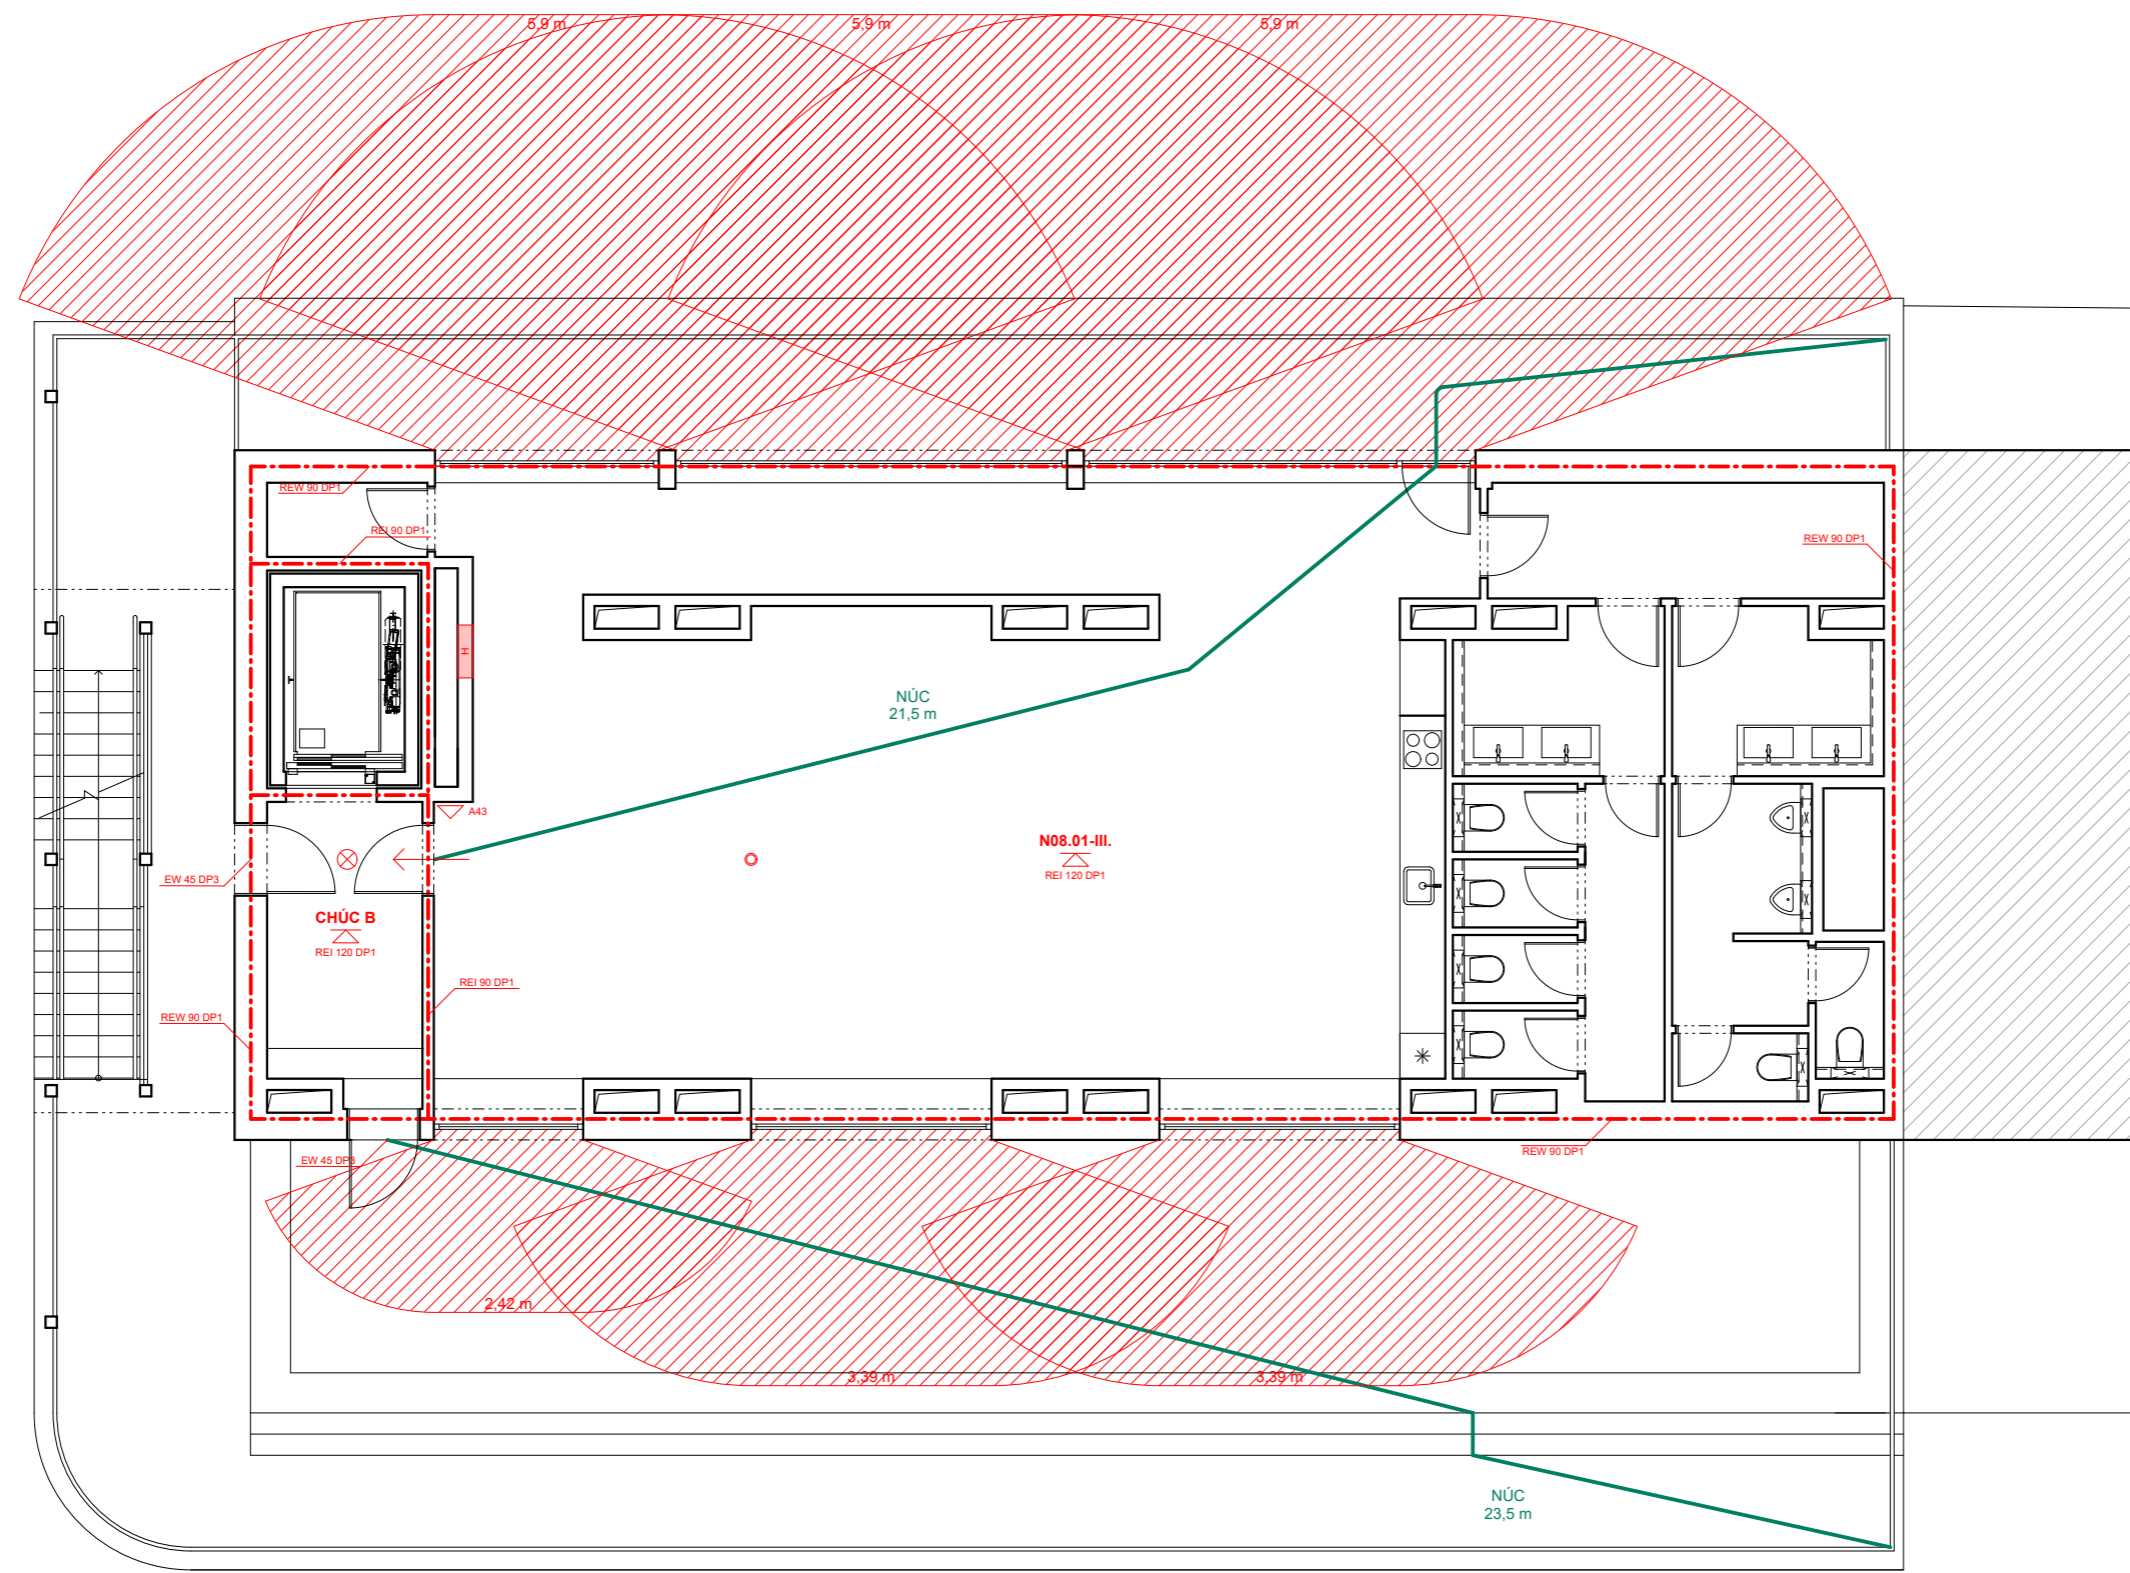 5,9 m
5,9 m
5,9 m
REW 90 DP1
REI 90 DP1
REW 90 DP1
H
NÚC
21,5 m
A43
N08.01-III.
REI 120 DP1
EW 45 DP3
CHÚC B
REI 120 DP1
REI 90 DP1
REW 90 DP1
EW 45 DP3
REW 90 DP1
2,42 m
3,39 m
3,39 m
NÚC
23,5 m